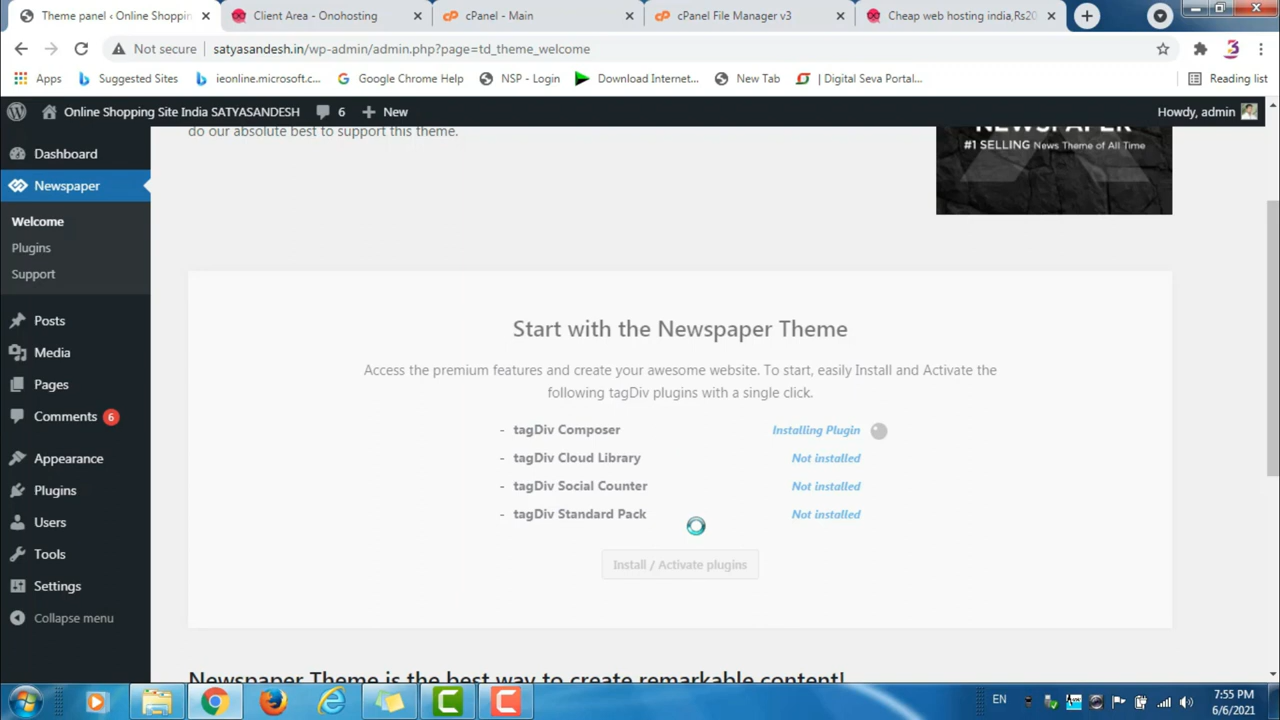 Theme panel ‹ Online Shoppin
Client Area - Onohosting
cPanel - Main
cPanel File Manager v3
Cheap web hosting india,Rs20
Not secure
satyasandesh.in/wp-admin/admin.php?page=td_theme_welcome
Apps
Suggested Sites
ieonline.microsoft.c...
Google Chrome Help
NSP - Login
Download Internet...
New Tab
| Digital Seva Portal...
Reading list
Online Shopping Site India SATYASANDESH
6
New
Howdy, admin
Dashboard
Newspaper
Welcome
Plugins
Support
Posts
Media
Pages
Comments 6
Appearance
Plugins
Users
Tools
Settings
Collapse menu
do our absolute best to support this theme.
NEWSPAPER
#1 SELLING News Theme of All Time
Start with the Newspaper Theme
Access the premium features and create your awesome website. To start, easily Install and Activate the
following tagDiv plugins with a single click.
- tagDiv Composer Installing Plugin
- tagDiv Cloud Library Not installed
- tagDiv Social Counter Not installed
- tagDiv Standard Pack Not installed
Install / Activate plugins
Newspaper Theme is the best way to create remarkable content!
EN
7:55 PM
6/6/2021